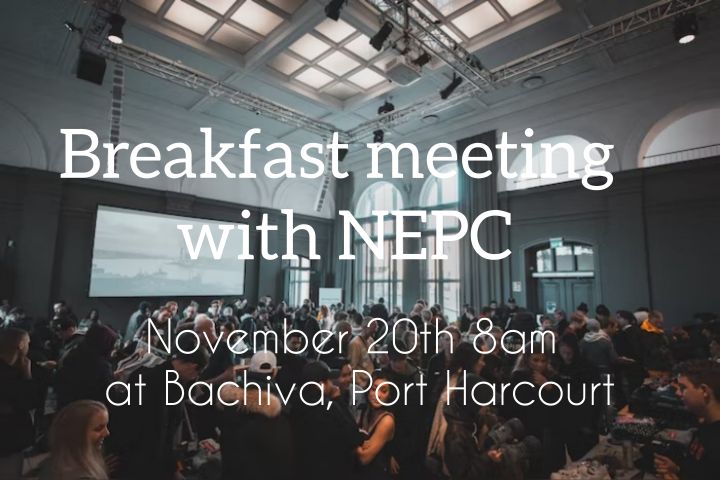 Breakfast meeting
with NEPC
November 20th 8am
at Bachiva, Port Harcourt